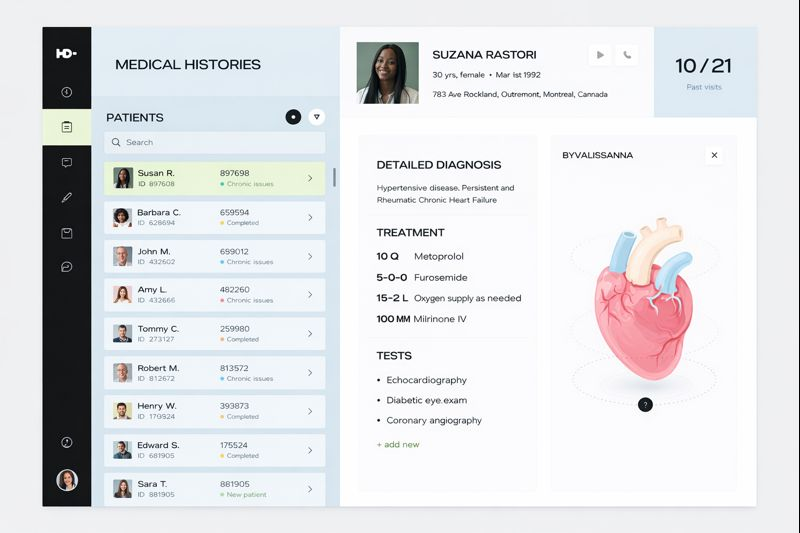 HD-
MEDICAL HISTORIES
PATIENTS
Search
Susan R.
ID 897608
897698
Chronic issues
Barbara C.
ID 628694
659594
Completed
John M.
ID 432602
699012
Chronic issues
Amy L.
ID 432666
482260
Chronic issues
Tommy C.
ID 273127
259980
Completed
Robert M.
ID 812672
813572
Chronic issues
Henry W.
ID 170924
393873
Completed
Edward S.
ID 681905
175524
Completed
Sara T.
ID 881905
881905
New patient
SUZANA RASTORI
30 yrs, female • Mar ist 1992
783 Ave Rockland, Outremont, Montreal, Cannada
10/21
Past visits
DETAILED DIAGNOSIS
Hypertensive disease. Persistent and
Rheumatic Chronic Heart Failure
TREATMENT
10 Q Metoprolol
5-0-0 Furosemide
15-2 L Oxygen supply as needed
100 MM Milrinone IV
TESTS
• Echocardiography
• Diabetic eye.exam
• Coronary angiography
+ add new
BYVALISSANNA
?